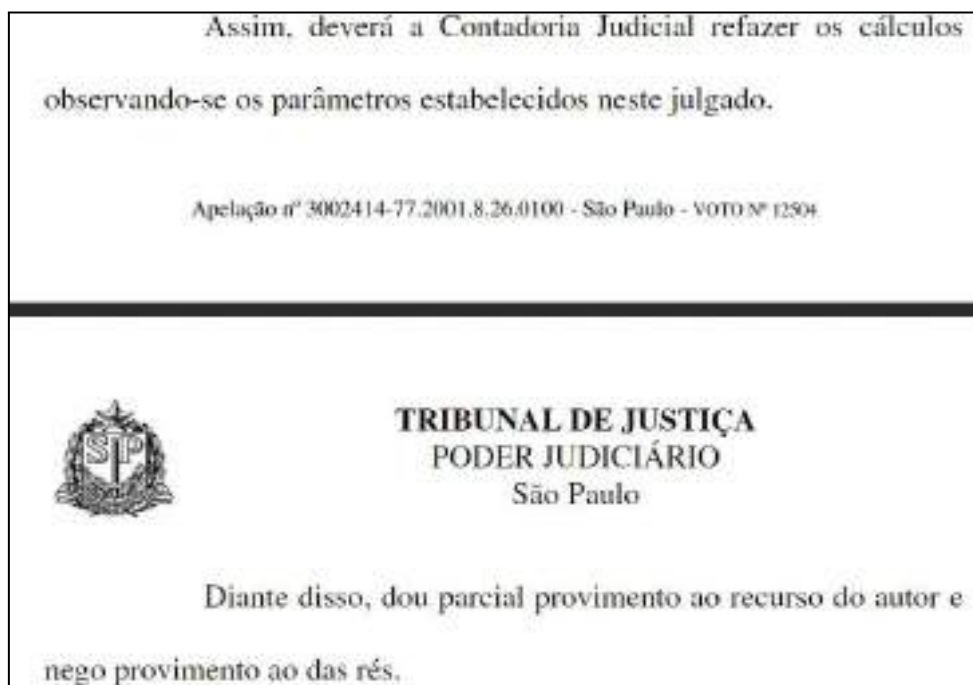 Assim, deverá a Contadoria Judicial refazer os cálculos
observando-se os parâmetros estabelecidos neste julgado.
Apelação nº 3002414-77.2001.8.26.0100 - São Paulo - VOTO Nº 12504
SP
TRIBUNAL DE JUSTIÇA
PODER JUDICIÁRIO
São Paulo
Diante disso, dou parcial provimento ao recurso do autor e
nego provimento ao das rés.